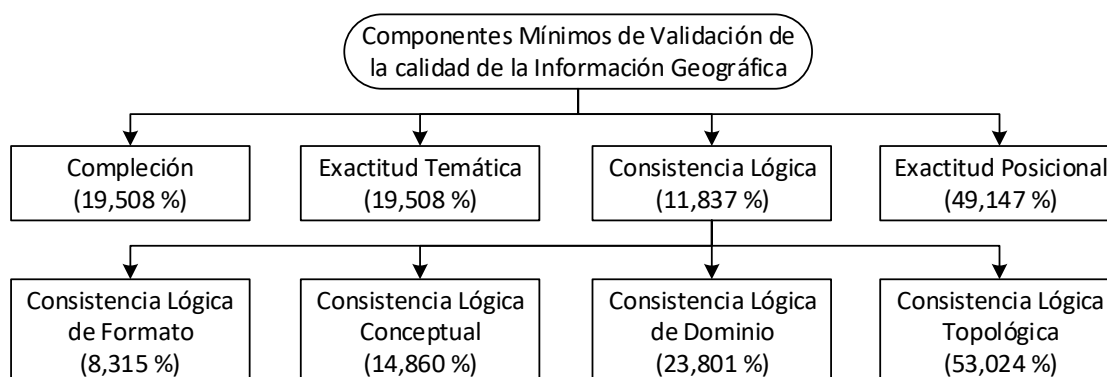 Componentes Mínimos de Validación de
la calidad de la Información Geográfica
Compleción
(19,508 %)
Exactitud Temática
(19,508 %)
Consistencia Lógica
(11,837 %)
Exactitud Posicional
(49,147 %)
Consistencia Lógica
de Formato
(8,315 %)
Consistencia Lógica
Conceptual
(14,860 %)
Consistencia Lógica
de Dominio
(23,801 %)
Consistencia Lógica
Topológica
(53,024 %)